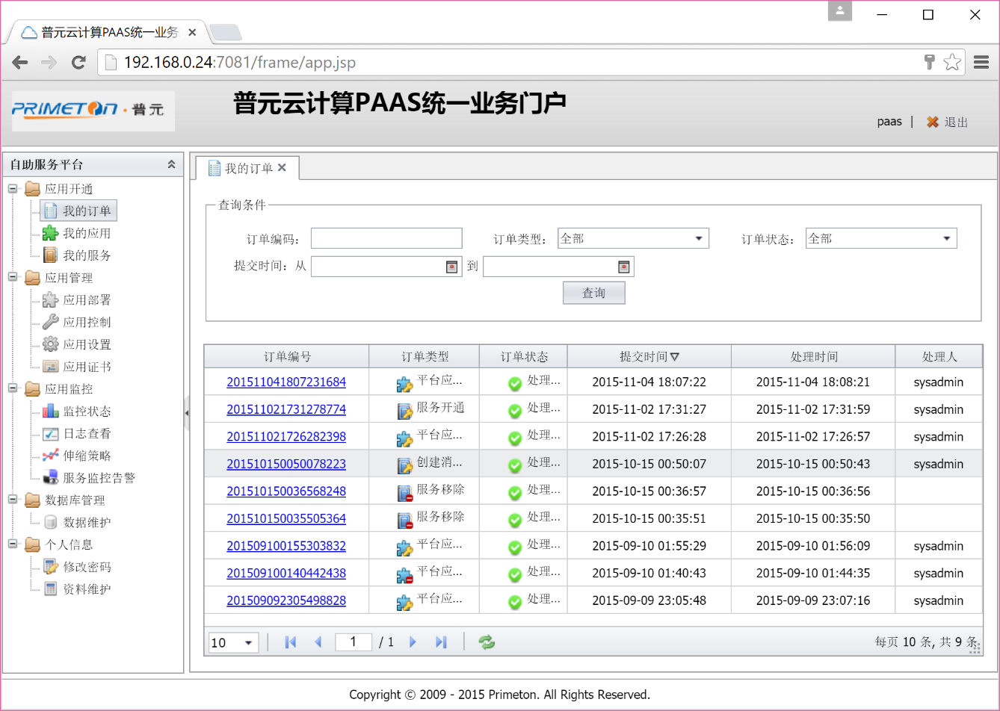 普元云计算PAAS统一业务
192.168.0.24:7081/frame/app.jsp
PRIMETON·普元
普元云计算PAAS统一业务门户
paas | 退出
自助服务平台
应用开通
我的订单
我的应用
我的服务
应用管理
应用部署
应用控制
应用设置
应用证书
应用监控
监控状态
日志查看
伸缩策略
服务监控告警
数据库管理
数据维护
个人信息
修改密码
资料维护
我的订单
查询条件
订单编码: 订单类型: 全部 订单状态: 全部
提交时间: 从 到
查询
订单编号 订单类型 订单状态 提交时间 处理时间 处理人
201511041807231684 平台应... 处理... 2015-11-04 18:07:22 2015-11-04 18:08:21 sysadmin
201511021731278774 服务开通 处理... 2015-11-02 17:31:27 2015-11-02 17:31:59 sysadmin
201511021726282398 平台应... 处理... 2015-11-02 17:26:28 2015-11-02 17:26:57 sysadmin
201510150050078223 创建消... 处理... 2015-10-15 00:50:07 2015-10-15 00:50:43 sysadmin
201510150036568248 服务移除 处理... 2015-10-15 00:36:57 2015-10-15 00:36:56
201510150035505364 服务移除 处理... 2015-10-15 00:35:51 2015-10-15 00:35:50
201509100155303832 平台应... 处理... 2015-09-10 01:55:29 2015-09-10 01:56:09 sysadmin
201509100140442438 平台应... 处理... 2015-09-10 01:40:43 2015-09-10 01:44:35 sysadmin
201509092305498828 平台应... 处理... 2015-09-09 23:05:48 2015-09-09 23:07:16 sysadmin
10 1 / 1 每页 10 条, 共 9 条
Copyright © 2009 - 2015 Primeton. All Rights Reserved.